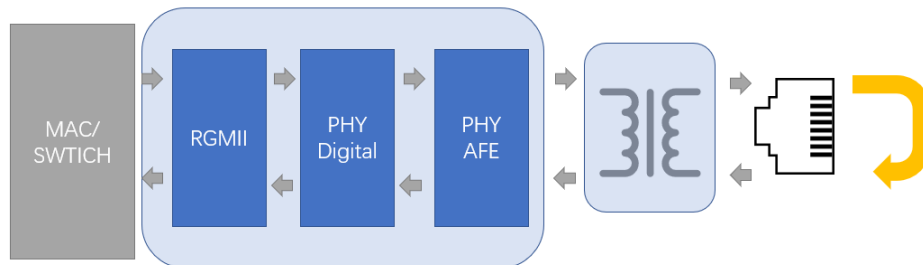 MAC/
SWTICH
RGMII
PHY
Digital
PHY
AFE